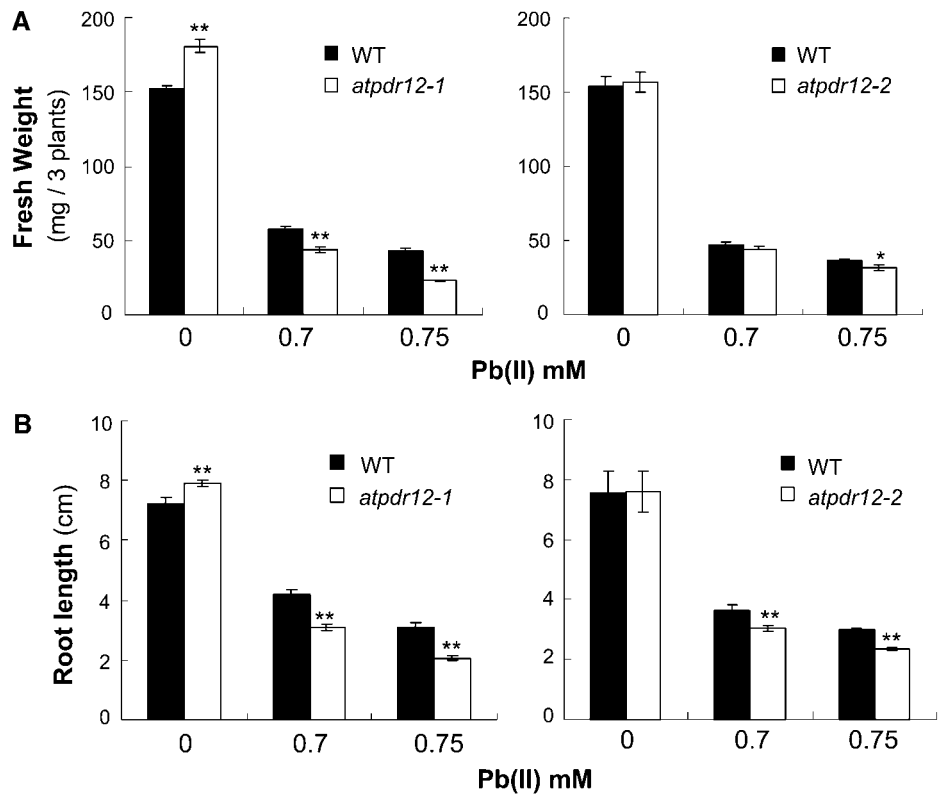 A
Fresh Weight
(mg / 3 plants)
200
150
100
50
0
**
**
**
WT
atpdr12-1
0 0.7 0.75
200
150
100
50
0
*
WT
atpdr12-2
0 0.7 0.75
Pb(II) mM
B
Root length (cm)
10
8
6
4
2
0
**
**
**
WT
atpdr12-1
0 0.7 0.75
10
8
6
4
2
0
**
**
WT
atpdr12-2
0 0.7 0.75
Pb(II) mM